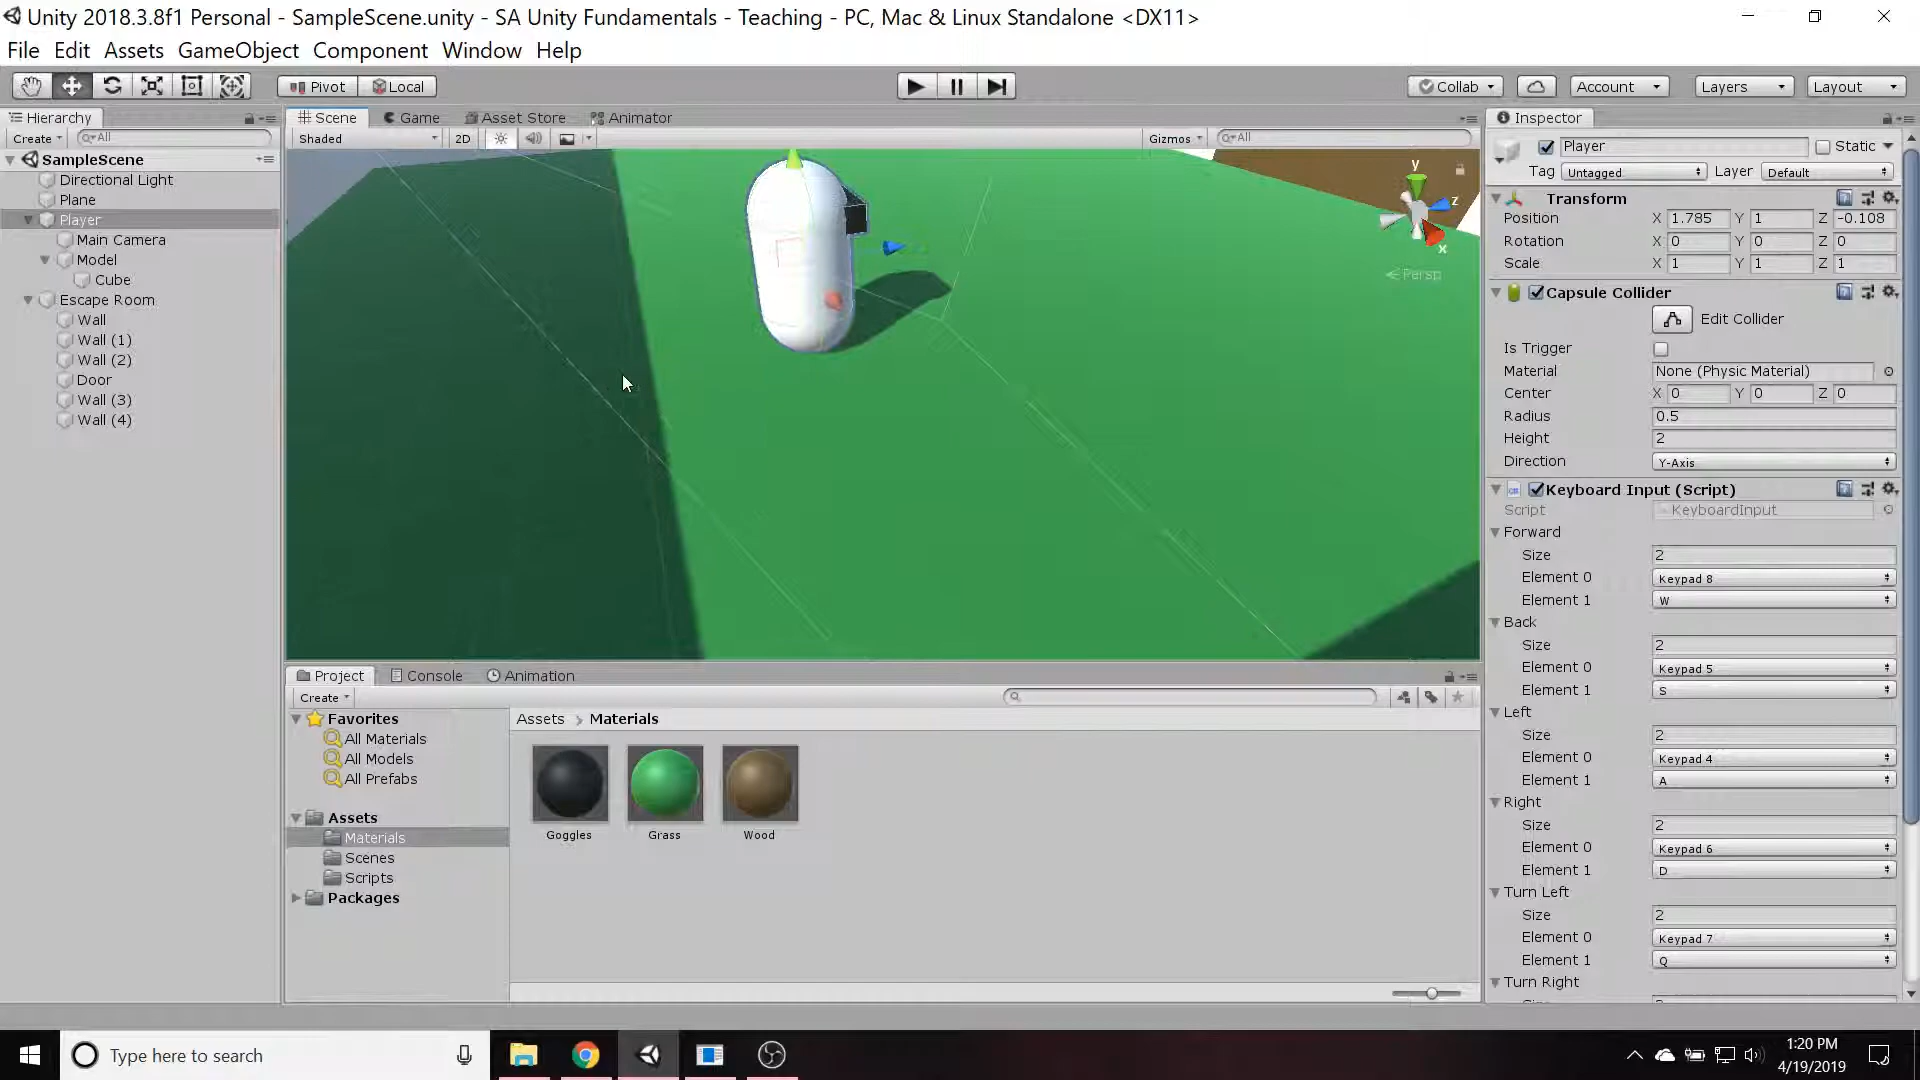 Unity 2018.3.8f1 Personal - SampleScene.unity - SA Unity Fundamentals - Teaching - PC, Mac & Linux Standalone <DX11>
File Edit Assets GameObject Component Window Help
Pivot Local Collab Account Layers Layout
Hierarchy
Create All
SampleScene
Directional Light
Plane
Player
Main Camera
Model
Cube
Escape Room
Wall
Wall (1)
Wall (2)
Door
Wall (3)
Wall (4)
Scene Game Asset Store Animator
Shaded 2D Gizmos All
y
z
x
Persp
Project Console Animation
Create
Favorites
All Materials
All Models
All Prefabs
Assets
Materials
Scenes
Scripts
Packages
Assets > Materials
Goggles Grass Wood
Inspector
Player Static
Tag Untagged Layer Default
Transform
Position X 1.785 Y 1 Z -0.108
Rotation X 0 Y 0 Z 0
Scale X 1 Y 1 Z 1
Capsule Collider
Edit Collider
Is Trigger
Material None (Physic Material)
Center X 0 Y 0 Z 0
Radius 0.5
Height 2
Direction Y-Axis
Keyboard Input (Script)
Script KeyboardInput
Forward
Size 2
Element 0 Keypad 8
Element 1 W
Back
Size 2
Element 0 Keypad 5
Element 1 S
Left
Size 2
Element 0 Keypad 4
Element 1 A
Right
Size 2
Element 0 Keypad 6
Element 1 D
Turn Left
Size 2
Element 0 Keypad 7
Element 1 Q
Turn Right
Type here to search
1:20 PM
4/19/2019